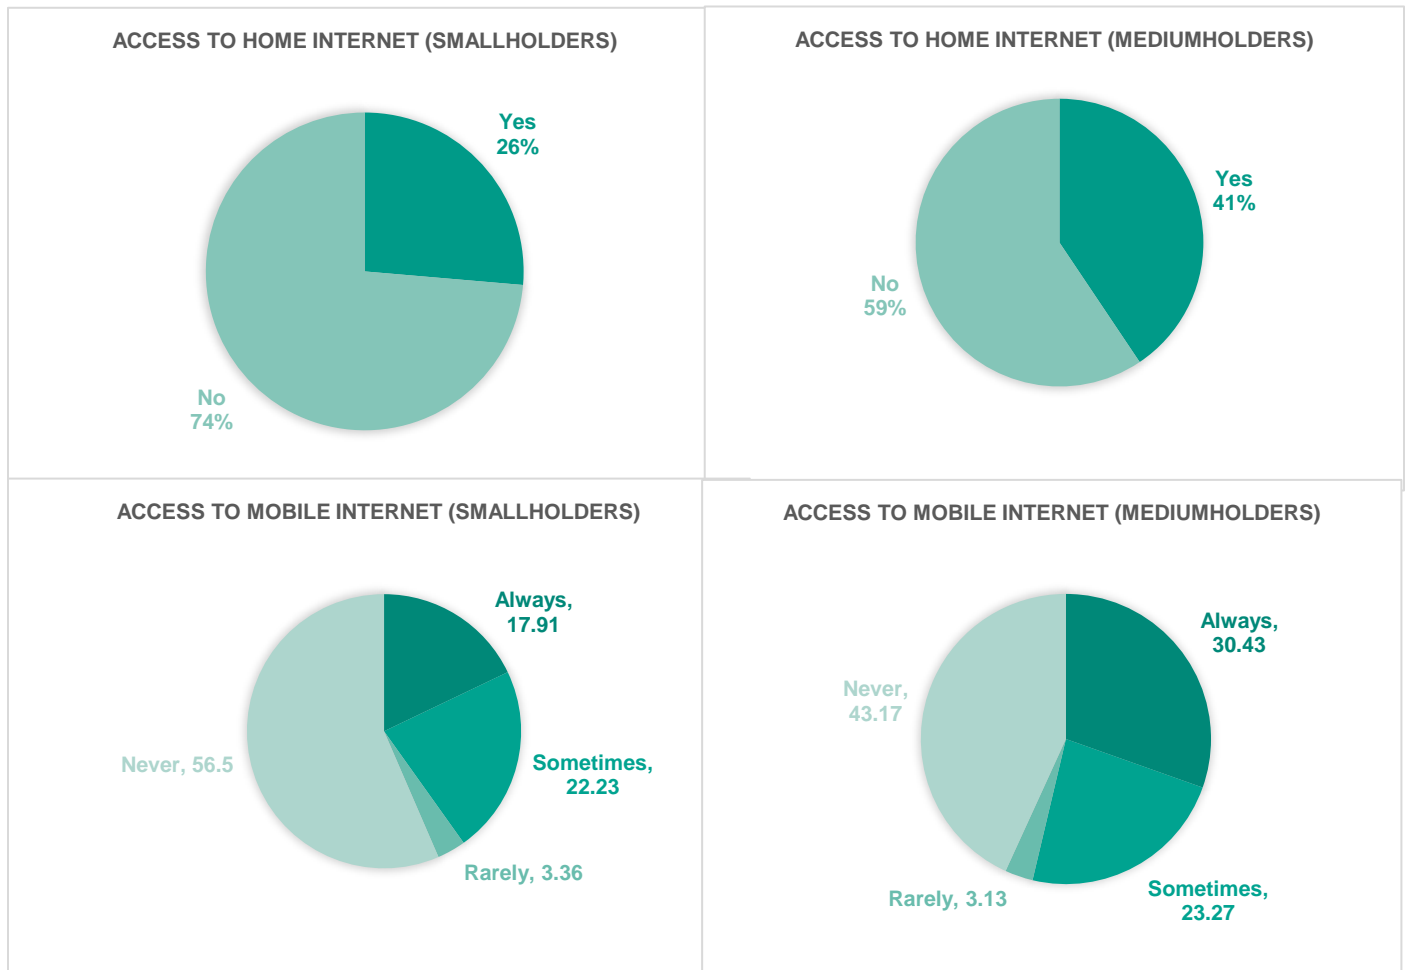 ACCESS TO HOME INTERNET (SMALLHOLDERS)
Yes
26%
No
74%
ACCESS TO HOME INTERNET (MEDIUMHOLDERS)
Yes
41%
No
59%
ACCESS TO MOBILE INTERNET (SMALLHOLDERS)
Always,
17.91
Sometimes,
22.23
Rarely, 3.36
Never, 56.5
ACCESS TO MOBILE INTERNET (MEDIUMHOLDERS)
Always,
30.43
Sometimes,
23.27
Rarely, 3.13
Never,
43.17